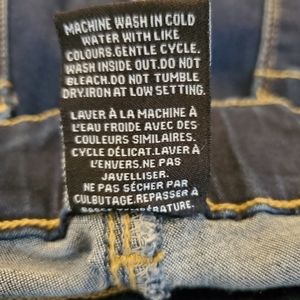 MACHINE WASH IN COLD
WATER WITH LIKE
COLOURS.GENTLE CYCLE.
WASH INSIDE OUT.DO NOT
BLEACH.DO NOT TUMBLE
DRY.IRON AT LOW SETTING.
LAVER À LA MACHINE À
L'EAU FROIDE AVEC DES
COULEURS SIMILAIRES.
CYCLE DÉLICAT.LAVER À
L'ENVERS.NE PAS
JAVELLISER.
NE PAS SÉCHER PAR
CULBUTAGE.REPASSER À
BASSE TEMPÉRATURE.